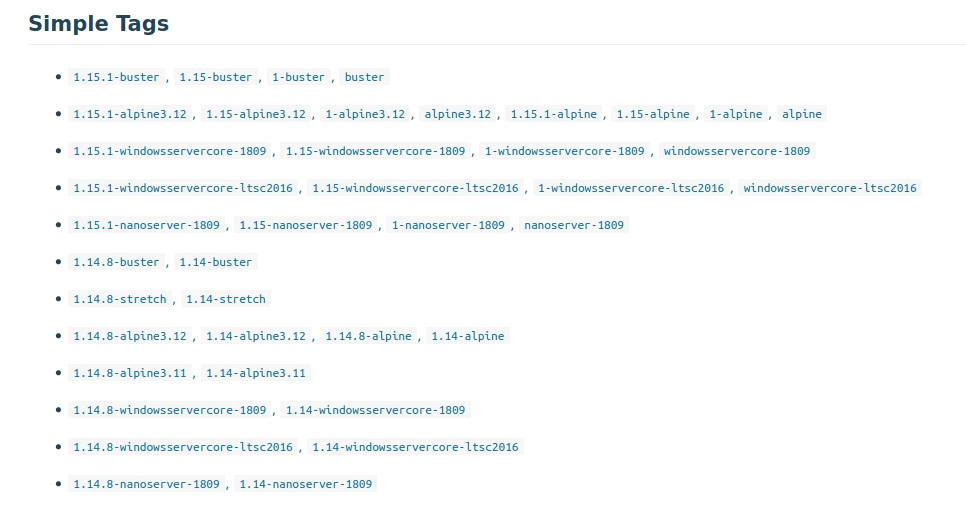 Simple Tags
1.15.1-buster , 1.15-buster , 1-buster , buster
1.15.1-alpine3.12 , 1.15-alpine3.12 , 1-alpine3.12 , alpine3.12 , 1.15.1-alpine , 1.15-alpine , 1-alpine , alpine
1.15.1-windowsservercore-1809 , 1.15-windowsservercore-1809 , 1-windowsservercore-1809 , windowsservercore-1809
1.15.1-windowsservercore-ltsc2016 , 1.15-windowsservercore-ltsc2016 , 1-windowsservercore-ltsc2016 , windowsservercore-ltsc2016
1.15.1-nanoserver-1809 , 1.15-nanoserver-1809 , 1-nanoserver-1809 , nanoserver-1809
1.14.8-buster , 1.14-buster
1.14.8-stretch , 1.14-stretch
1.14.8-alpine3.12 , 1.14-alpine3.12 , 1.14.8-alpine , 1.14-alpine
1.14.8-alpine3.11 , 1.14-alpine3.11
1.14.8-windowsservercore-1809 , 1.14-windowsservercore-1809
1.14.8-windowsservercore-ltsc2016 , 1.14-windowsservercore-ltsc2016
1.14.8-nanoserver-1809 , 1.14-nanoserver-1809